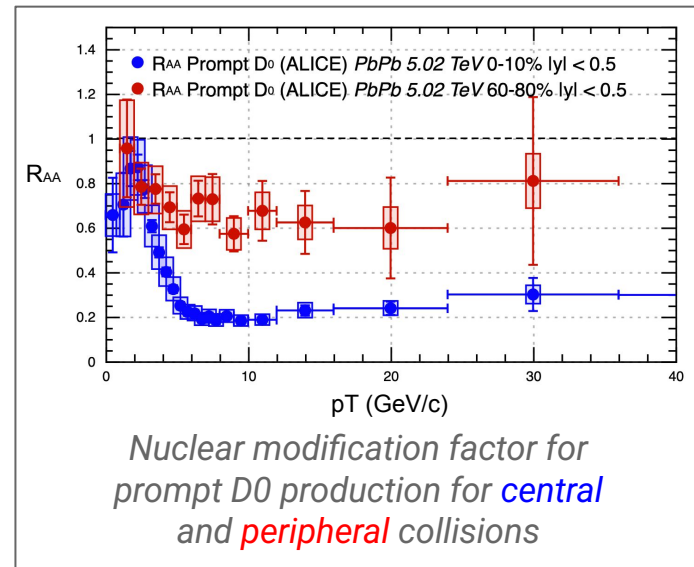 1.4
1.2
1
0.8
0.6
0.4
0.2
0
RAA
RAA Prompt D0 (ALICE) PbPb 5.02 TeV 0-10% |y| < 0.5
RAA Prompt D0 (ALICE) PbPb 5.02 TeV 60-80% |y| < 0.5
0 10 20 30 40
pT (GeV/c)
Nuclear modification factor for
prompt D0 production for central
and peripheral collisions